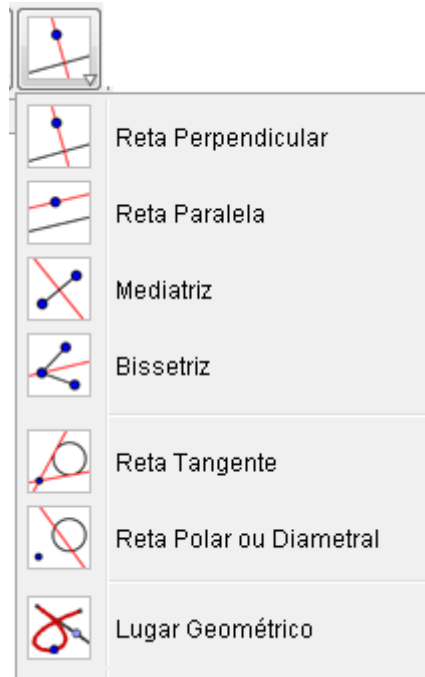 Reta Perpendicular
Reta Paralela
Mediatriz
Bissetriz
Reta Tangente
Reta Polar ou Diametral
Lugar Geométrico